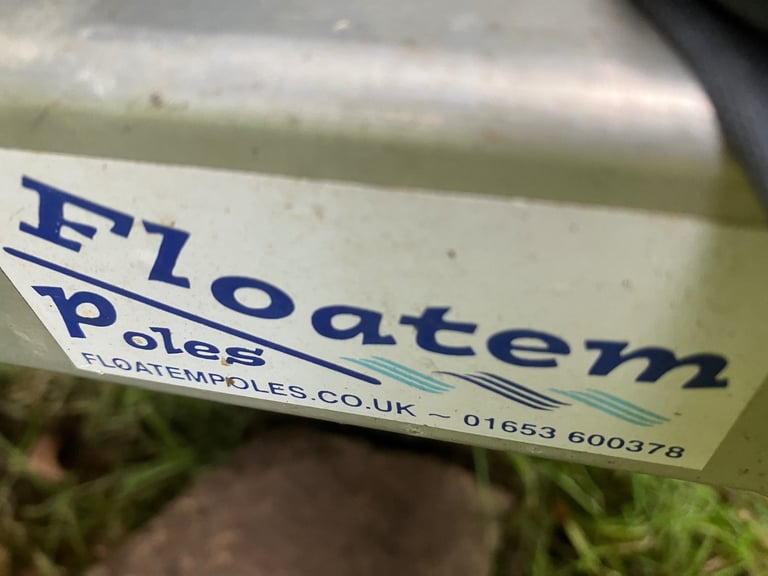 Floatem
Poles
FLOATEMPOLES.CO.UK ~ 01653 600378